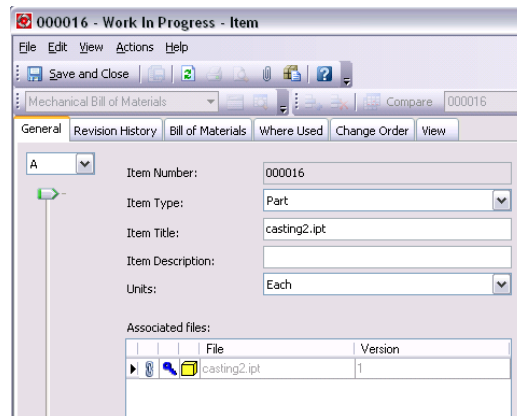 000016 - Work In Progress - Item
File Edit View Actions Help
Save and Close
Mechanical Bill of Materials Compare 000016
General Revision History Bill of Materials Where Used Change Order View
A
Item Number: 000016
Item Type: Part
Item Title: casting2.ipt
Item Description:
Units: Each
Associated files:
File Version
casting2.ipt 1